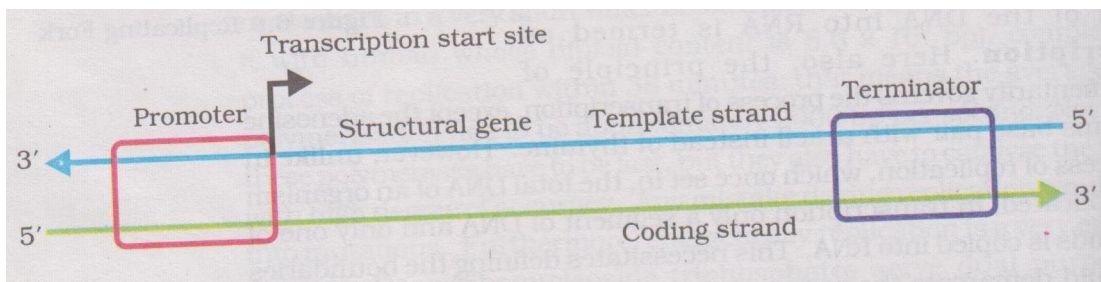 Transcription start site
Promoter
Structural gene
Template strand
Terminator
3′
5′
5′
3′
Coding strand